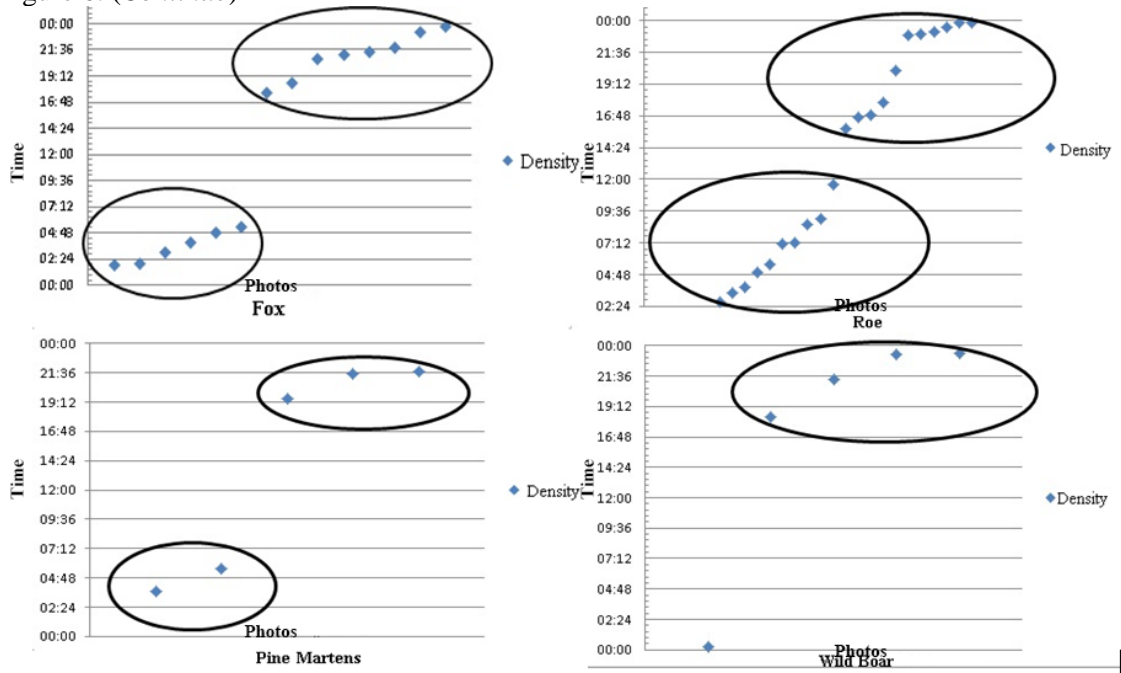 00:00
21:36
19:12
16:48
14:24
12:00
09:36
07:12
04:48
02:24
00:00
Time
Density
Photos
Fox
00:00
21:36
19:12
16:48
14:24
12:00
09:36
07:12
04:48
02:24
Time
Density
Photos
Roe
00:00
21:36
19:12
16:48
14:24
12:00
09:36
07:12
04:48
02:24
00:00
Time
Density
Photos
Pine Martens
00:00
21:36
19:12
16:48
14:24
12:00
09:36
07:12
04:48
02:24
00:00
Time
Density
Photos
Wild Boar